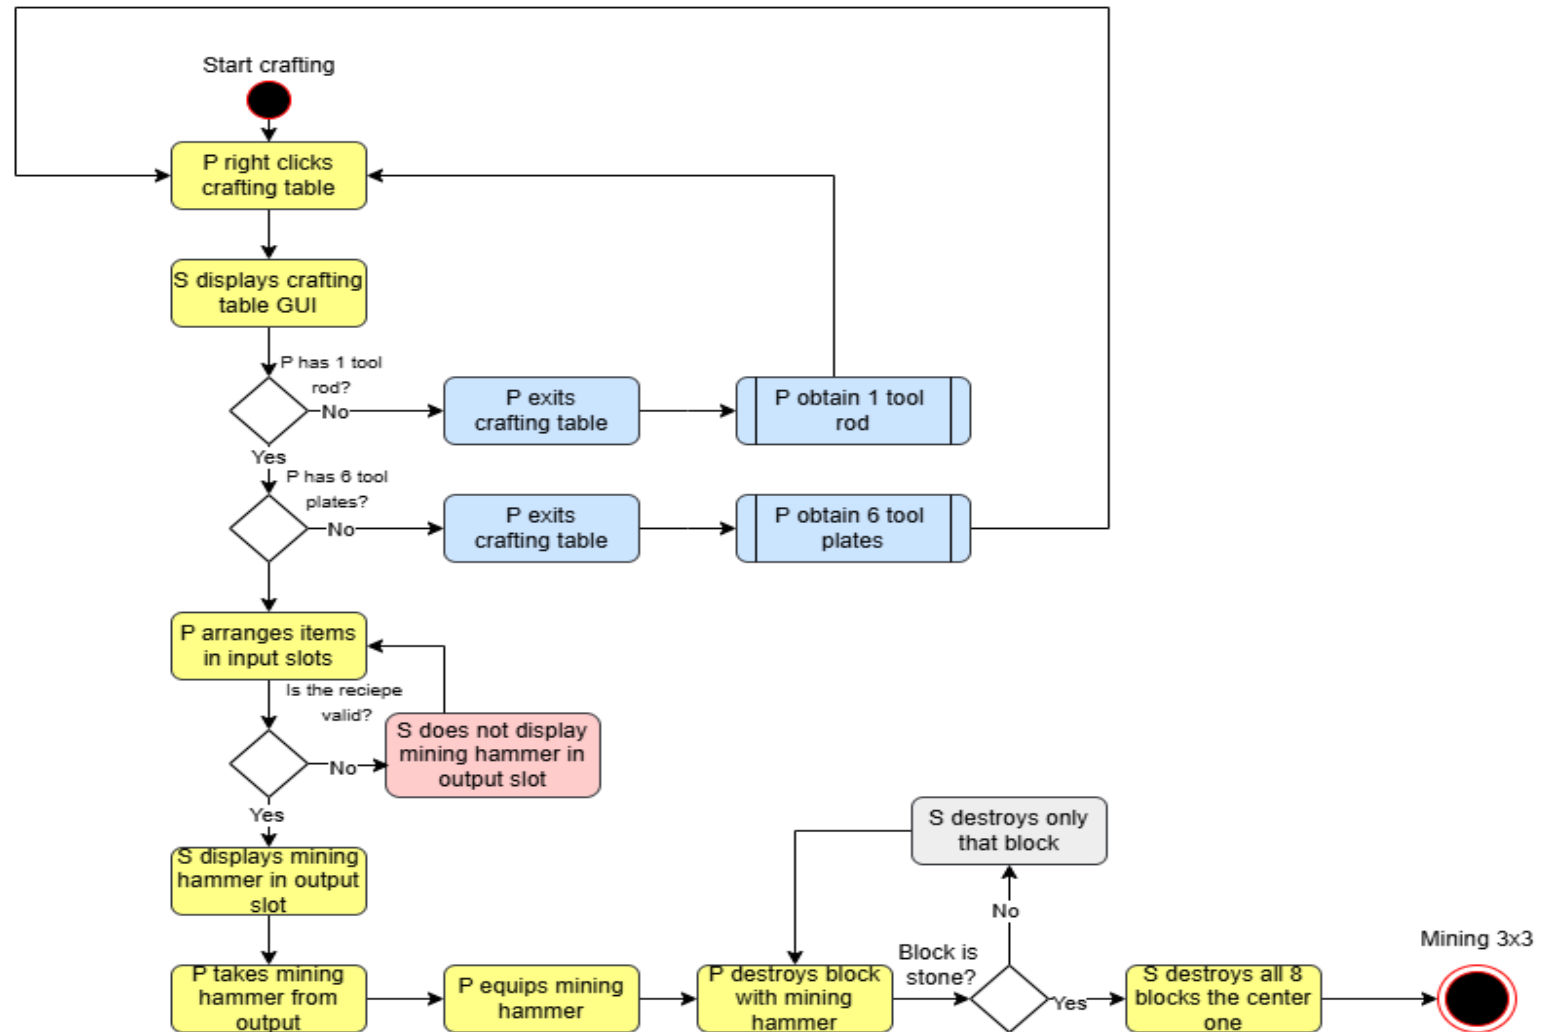 Start crafting
P right clicks
crafting table
S displays crafting
table GUI
P has 1 tool
rod?
No
P exits
crafting table
P obtain 1 tool
rod
Yes
P has 6 tool
plates?
No
P exits
crafting table
P obtain 6 tool
plates
P arranges items
in input slots
Is the reciepe
valid?
No
S does not display
mining hammer in
output slot
Yes
S displays mining
hammer in output
slot
P takes mining
hammer from
output
P equips mining
hammer
P destroys block
with mining
hammer
Block is
stone?
No
S destroys only
that block
Yes
S destroys all 8
blocks the center
one
Mining 3x3